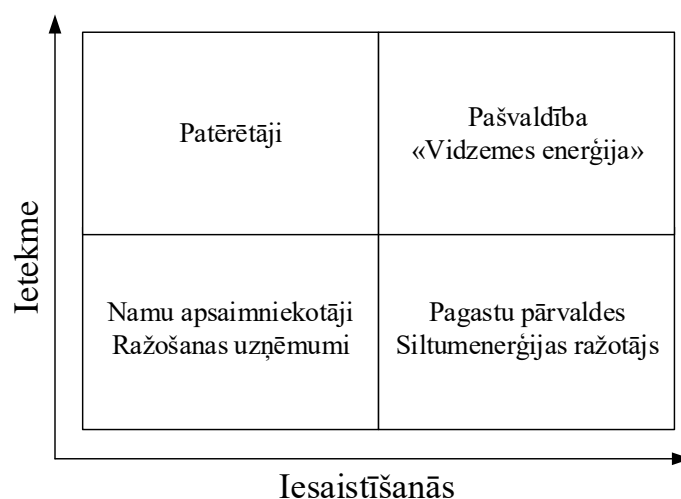 Ietekme
Patērētāji
Pašvaldība
«Vidzemes enerģija»
Namu apsaimniekotāji
Ražošanas uzņēmumi
Pagastu pārvaldes
Siltumenerģijas ražotājs
Iesaistīšanās